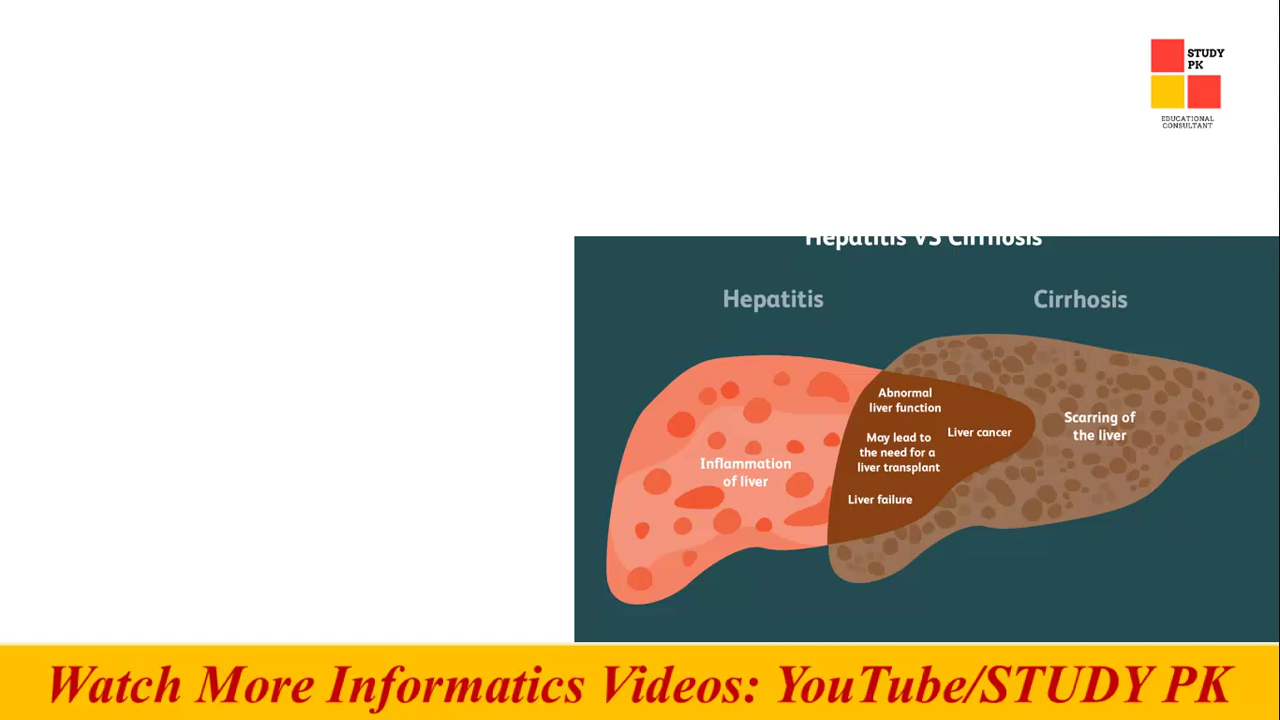 STUDY
PK
EDUCATIONAL
CONSULTANT
Hepatitis VS Cirrhosis
Hepatitis
Cirrhosis
Abnormal
liver function
May lead to
the need for a
liver transplant
Liver cancer
Liver failure
Inflammation
of liver
Scarring of
the liver
Watch More Informatics Videos: YouTube/STUDY PK